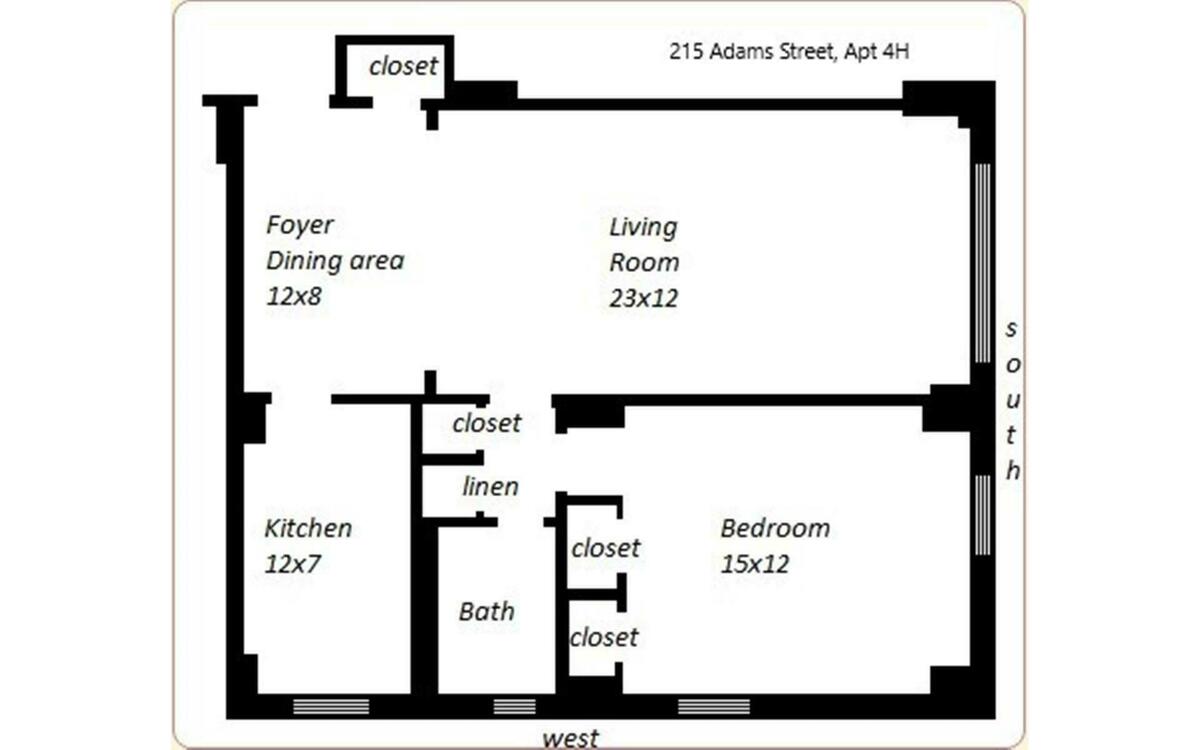 closet
215 Adams Street, Apt 4H
Foyer
Dining area
12x8
Living
Room
23x12
south
closet
linen
Kitchen
12x7
closet
Bedroom
15x12
Bath
closet
west